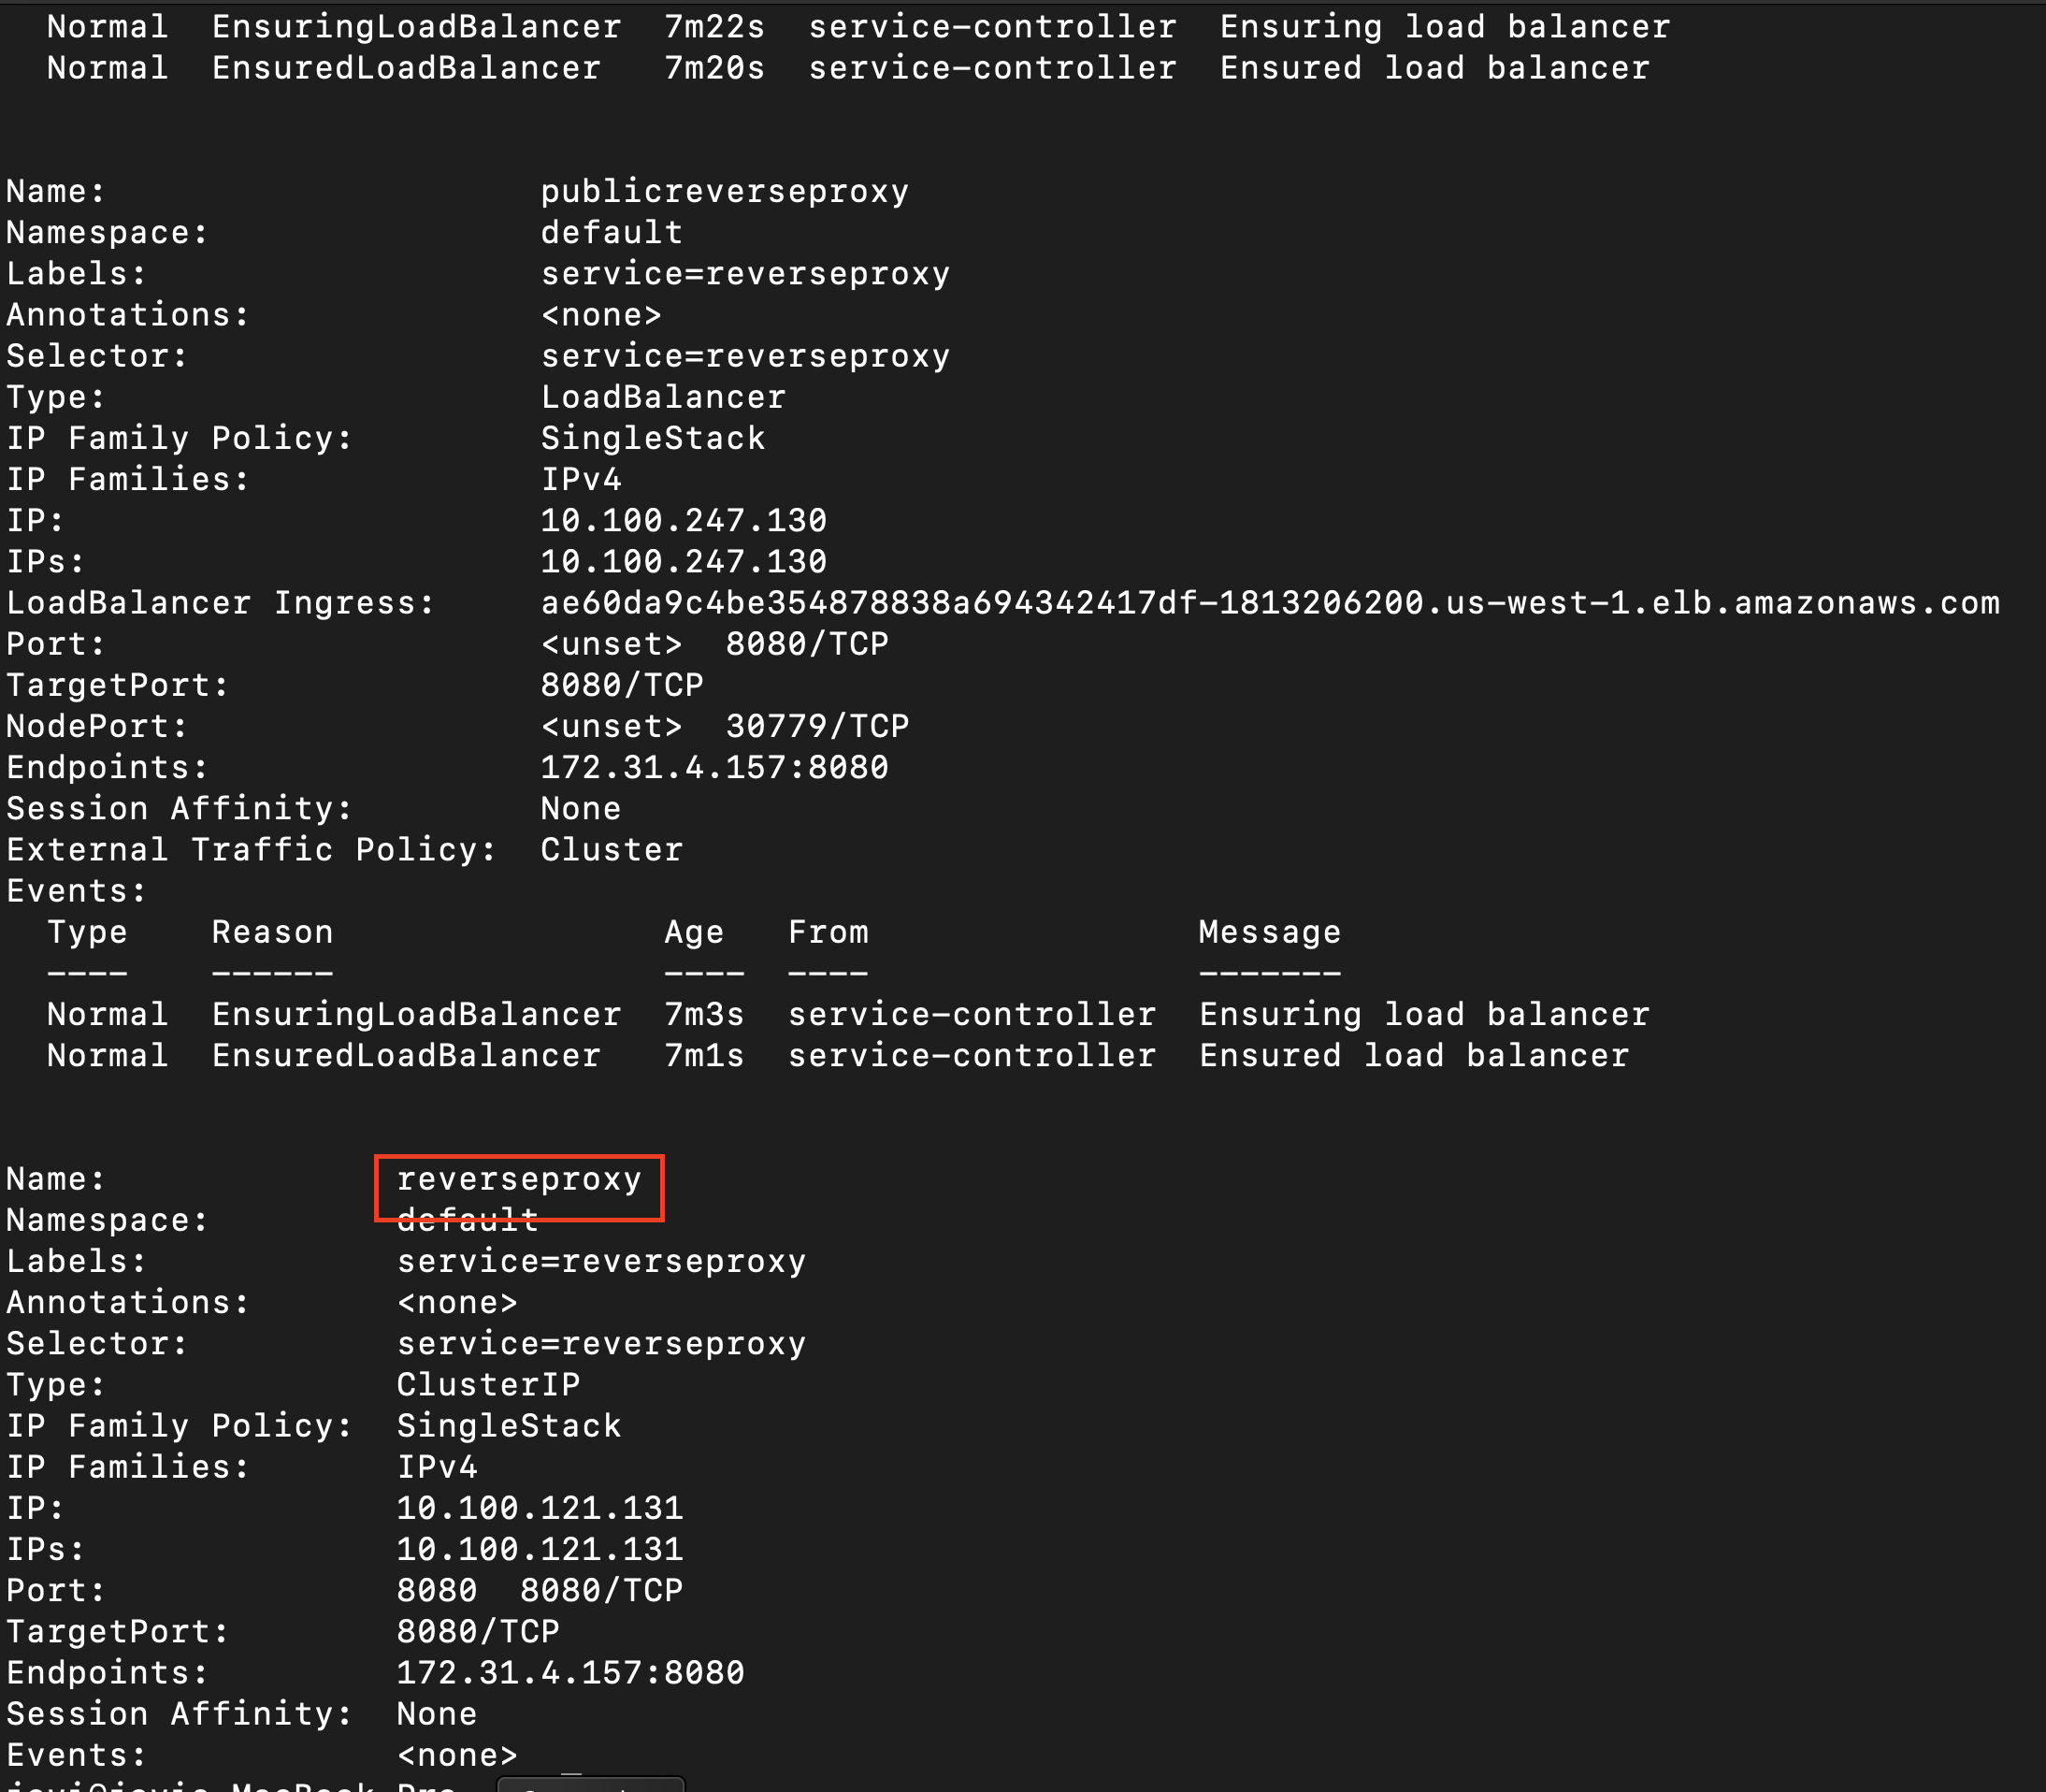 Normal EnsuringLoadBalancer 7m22s service-controller Ensuring load balancer
Normal EnsuredLoadBalancer 7m20s service-controller Ensured load balancer
Name: publicreverseproxy
Namespace: default
Labels: service=reverseproxy
Annotations: <none>
Selector: service=reverseproxy
Type: LoadBalancer
IP Family Policy: SingleStack
IP Families: IPv4
IP: 10.100.247.130
IPs: 10.100.247.130
LoadBalancer Ingress: ae60da9c4be354878838a694342417df-1813206200.us-west-1.elb.amazonaws.com
Port: <unset> 8080/TCP
TargetPort: 8080/TCP
NodePort: <unset> 30779/TCP
Endpoints: 172.31.4.157:8080
Session Affinity: None
External Traffic Policy: Cluster
Events:
Type Reason Age From Message
---- ------ ---- ---- -------
Normal EnsuringLoadBalancer 7m3s service-controller Ensuring load balancer
Normal EnsuredLoadBalancer 7m1s service-controller Ensured load balancer
Name: reverseproxy
Namespace: default
Labels: service=reverseproxy
Annotations: <none>
Selector: service=reverseproxy
Type: ClusterIP
IP Family Policy: SingleStack
IP Families: IPv4
IP: 10.100.121.131
IPs: 10.100.121.131
Port: 8080 8080/TCP
TargetPort: 8080/TCP
Endpoints: 172.31.4.157:8080
Session Affinity: None
Events: <none>